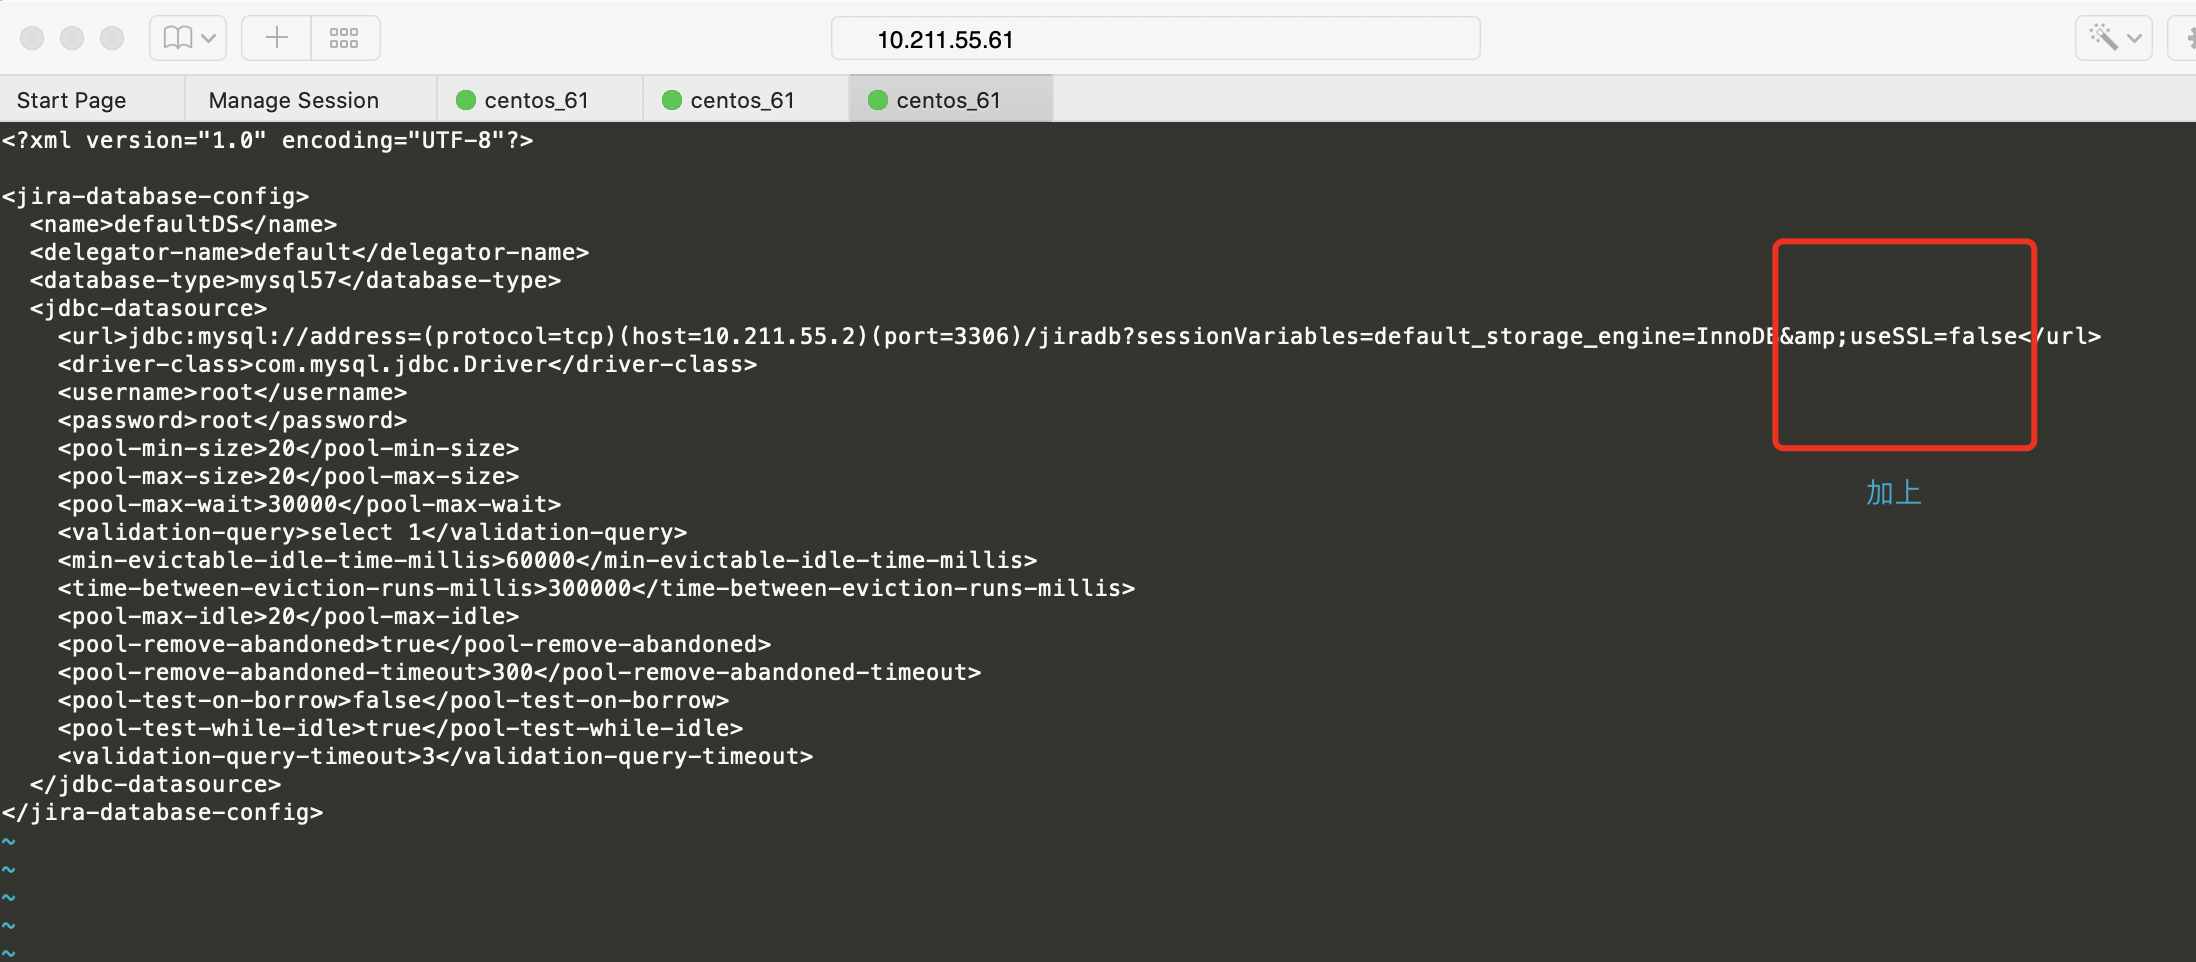 10.211.55.61
Start Page
Manage Session
centos_61
centos_61
centos_61
<?xml version="1.0" encoding="UTF-8"?>
<jira-database-config>
  <name>defaultDS</name>
  <delegator-name>default</delegator-name>
  <database-type>mysql57</database-type>
  <jdbc-datasource>
    <url>jdbc:mysql://address=(protocol=tcp)(host=10.211.55.2)(port=3306)/jiradb?sessionVariables=default_storage_engine=InnoDB&amp;useSSL=false</url>
    <driver-class>com.mysql.jdbc.Driver</driver-class>
    <username>root</username>
    <password>root</password>
    <pool-min-size>20</pool-min-size>
    <pool-max-size>20</pool-max-size>
    <pool-max-wait>30000</pool-max-wait>
    <validation-query>select 1</validation-query>
    <min-evictable-idle-time-millis>60000</min-evictable-idle-time-millis>
    <time-between-eviction-runs-millis>300000</time-between-eviction-runs-millis>
    <pool-max-idle>20</pool-max-idle>
    <pool-remove-abandoned>true</pool-remove-abandoned>
    <pool-remove-abandoned-timeout>300</pool-remove-abandoned-timeout>
    <pool-test-on-borrow>false</pool-test-on-borrow>
    <pool-test-while-idle>true</pool-test-while-idle>
    <validation-query-timeout>3</validation-query-timeout>
  </jdbc-datasource>
</jira-database-config>
~
~
~
~
~
加上